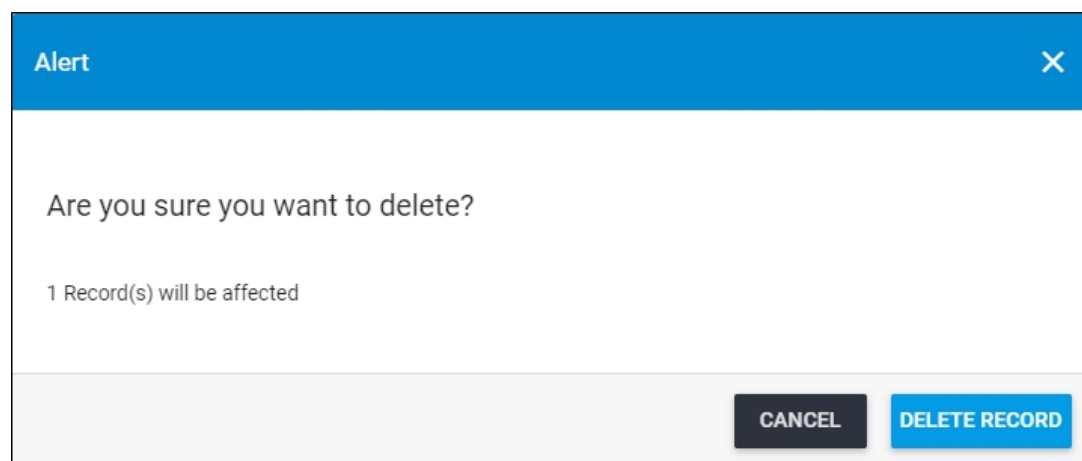 Alert
Are you sure you want to delete?
1 Record(s) will be affected
CANCEL DELETE RECORD